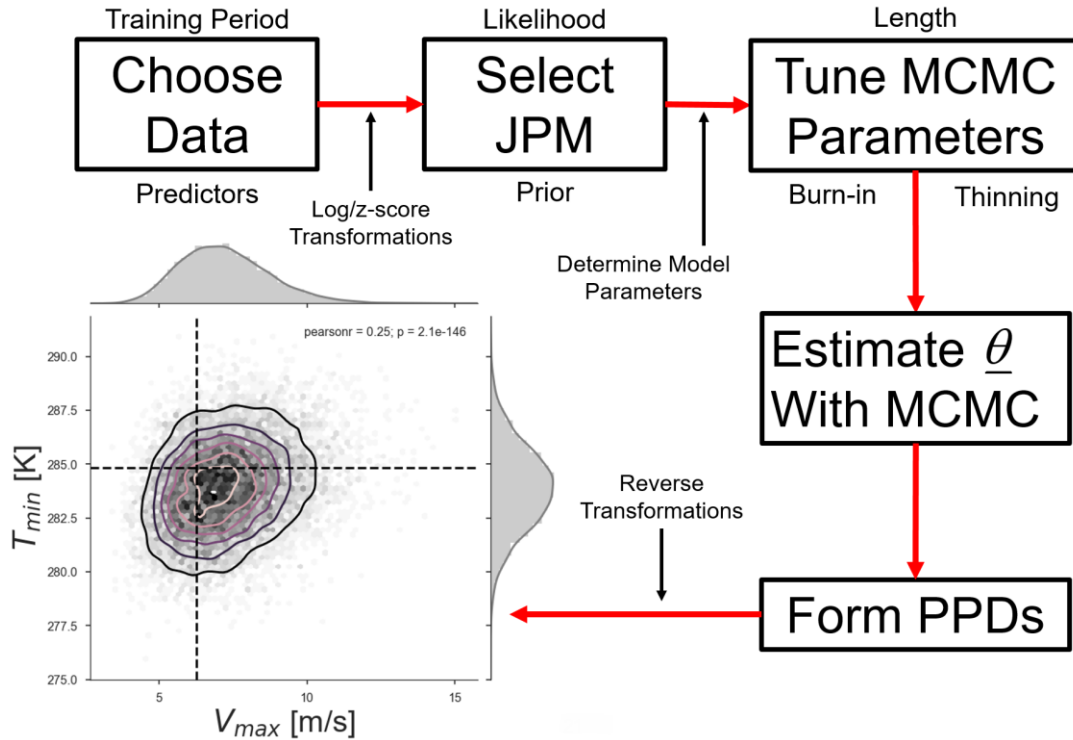 Training Period
Choose
Data
Predictors
Log/z-score
Transformations
Likelihood
Select
JPM
Prior
Determine Model
Parameters
Length
Tune MCMC
Parameters
Burn-in
Thinning
Estimate θ
With MCMC
Form PPDs
Reverse
Transformations
pearsonr = 0.25; p = 2.1e-146
290.0
287.5
285.0
282.5
280.0
277.5
275.0
T_min [K]
5
10
15
V_max [m/s]